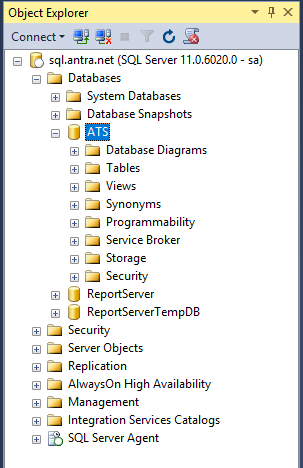 Object Explorer
Connect
sql.antra.net (SQL Server 11.0.6020.0 - sa)
Databases
System Databases
Database Snapshots
ATS
Database Diagrams
Tables
Views
Synonyms
Programmability
Service Broker
Storage
Security
ReportServer
ReportServerTempDB
Security
Server Objects
Replication
AlwaysOn High Availability
Management
Integration Services Catalogs
SQL Server Agent